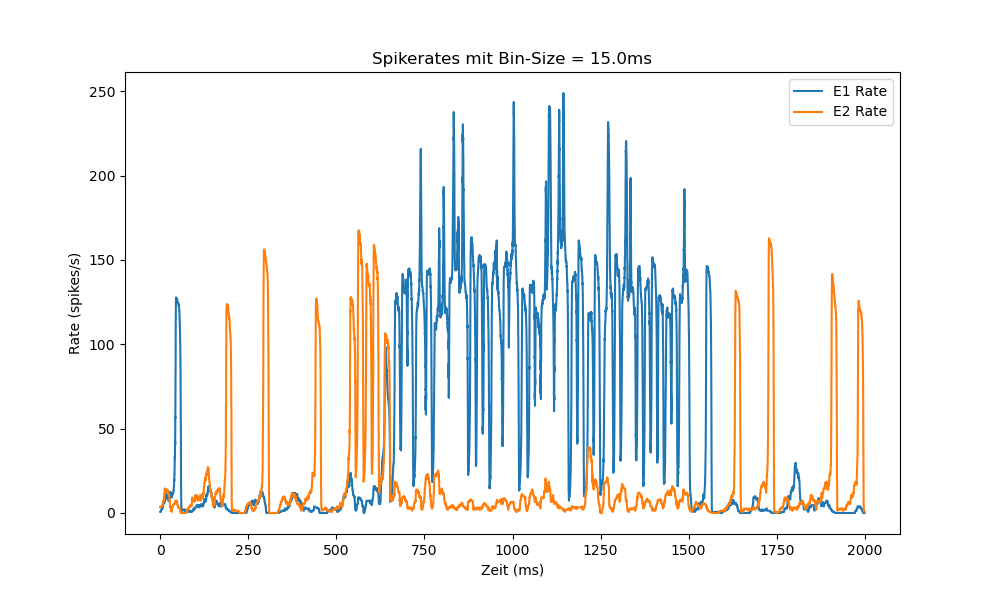 Spikerates mit Bin-Size = 15.0ms
E1 Rate
E2 Rate
250
200
150
100
50
0
Rate (spikes/s)
0 250 500 750 1000 1250 1500 1750 2000
Zeit (ms)